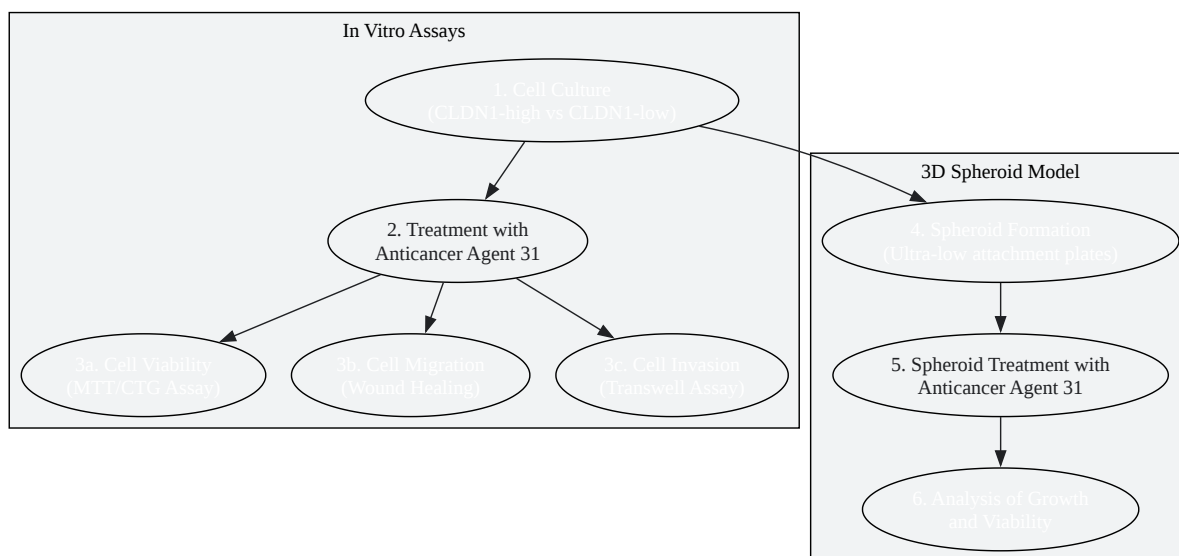 In Vitro Assays
1. Cell Culture
(CLDN1-high vs CLDN1-low)
2. Treatment with
Anticancer Agent 31
3a. Cell Viability
(MTT/CTG Assay)
3b. Cell Migration
(Wound Healing)
3c. Cell Invasion
(Transwell Assay)
3D Spheroid Model
4. Spheroid Formation
(Ultra-low attachment plates)
5. Spheroid Treatment with
Anticancer Agent 31
6. Analysis of Growth
and Viability